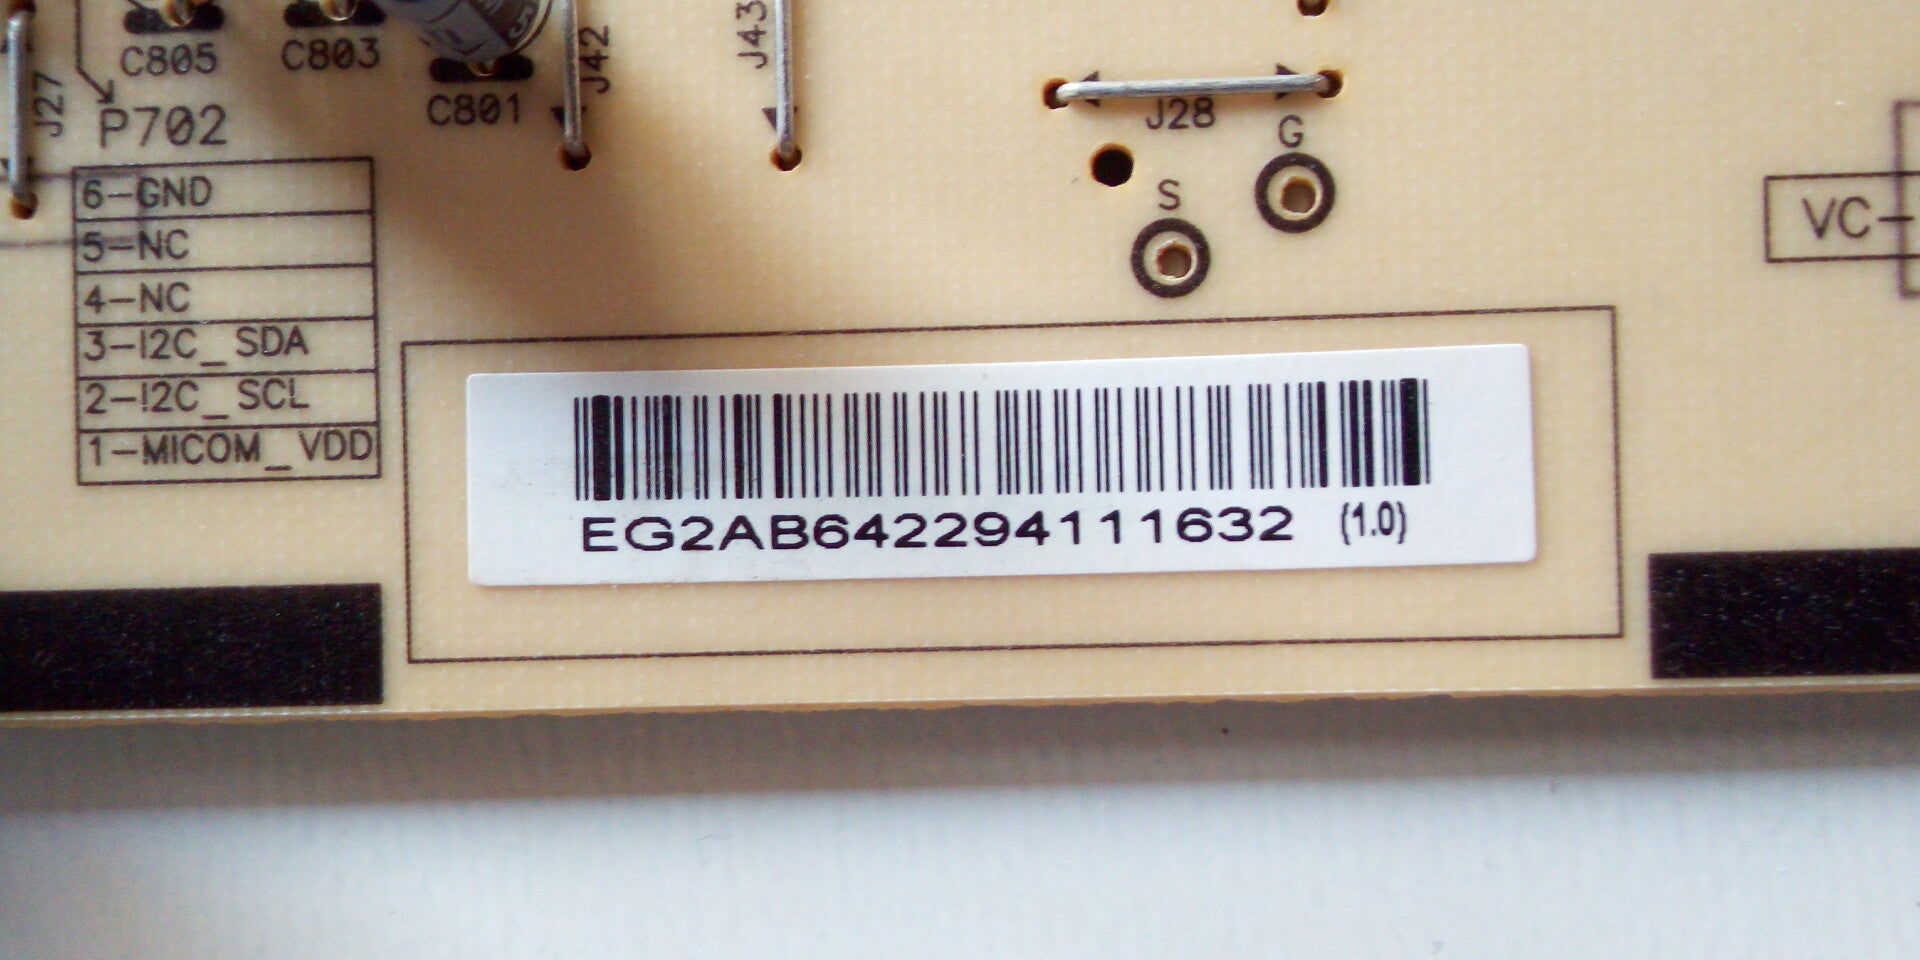 C805
C803
C801
J42
J43
J27
P702
J28
G
S
VC-
6-GND
5-NC
4-NC
3-I2C_SDA
2-I2C_SCL
1-MICOM_VDD
EG2AB642294111632 (1.0)